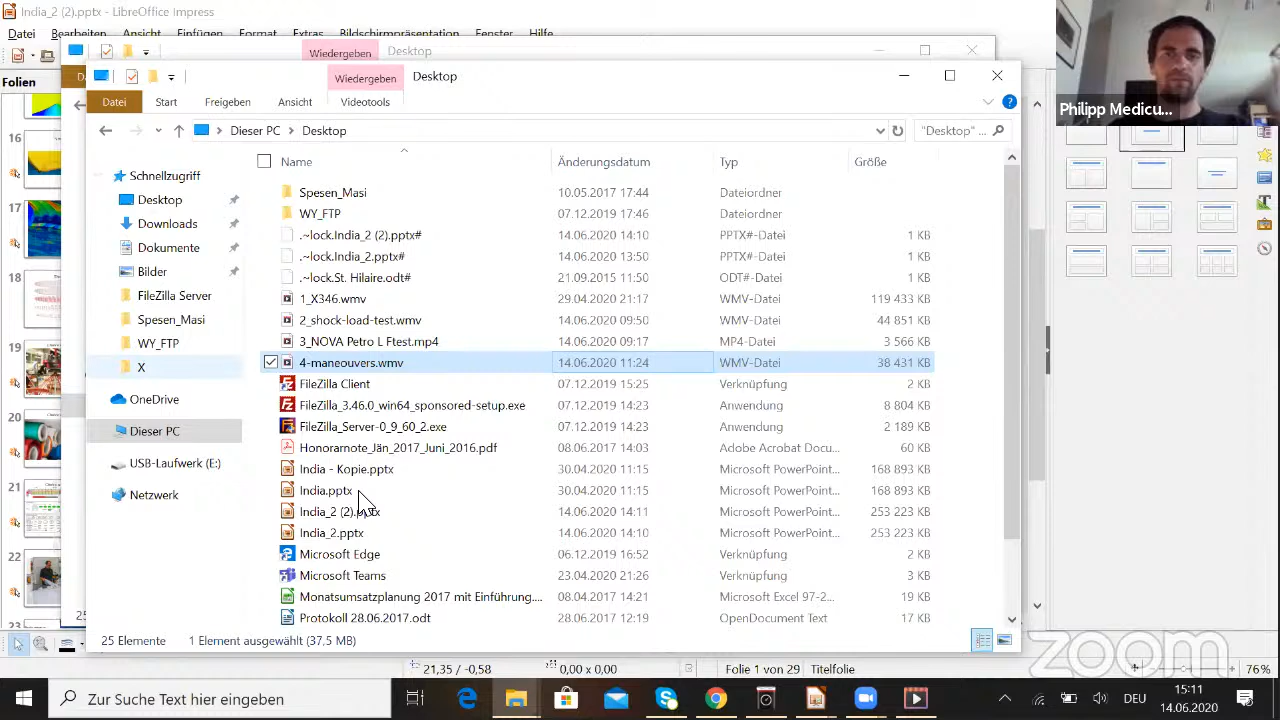 India_2 (2).pptx - LibreOffice Impress
Datei Bearbeiten Ansicht Einfügen Format Extras Bildschirmpräsentation Fenster Hilfe
Wiedergeben Desktop
Wiedergeben Desktop
Datei Start Freigeben Ansicht Videotools
Folien
Dieser PC > Desktop
"Desktop" ...
Philipp Medicu...
Name Änderungsdatum Typ Größe
Schnellzugriff
Desktop
Downloads
Dokumente
Bilder
FileZilla Server
Spesen_Masi
WY_FTP
X
OneDrive
Dieser PC
USB-Laufwerk (E:)
Netzwerk
Spesen_Masi 10.05.2017 17:44 Dateiordner
WY_FTP 07.12.2019 17:46 Dateiordner
.~lock.India_2 (2).pptx# 14.06.2020 14:10 PPTX#-Datei 1 KB
.~lock.India_2.pptx# 14.06.2020 13:50 PPTX#-Datei 1 KB
.~lock.St. Hilaire.odt# 21.09.2015 11:50 ODT#-Datei 1 KB
1_X346.wmv 29.04.2020 21:17 WMV-Datei 119 433 KB
2_shock-load-test.wmv 14.06.2020 09:50 WMV-Datei 44 851 KB
3_NOVA Petro L Ftest.mp4 14.06.2020 09:17 MP4-Datei 3 566 KB
4-maneouvers.wmv 14.06.2020 11:24 WMV-Datei 38 431 KB
FileZilla Client 07.12.2019 15:25 Verknüpfung 2 KB
FileZilla_3.46.0_win64_sponsored-setup.exe 07.12.2019 14:23 Anwendung 8 804 KB
FileZilla_Server-0_9_60_2.exe 07.12.2019 14:23 Anwendung 2 189 KB
Honorarnote_Jän_2017_Juni_2016.pdf 08.06.2017 14:03 Adobe Acrobat Docu... 60 KB
India - Kopie.pptx 30.04.2020 11:15 Microsoft PowerPoint... 168 893 KB
India.pptx 30.04.2020 11:15 Microsoft PowerPoint... 168 893 KB
India_2 (2).pptx 14.06.2020 14:11 Microsoft PowerPoint... 253 223 KB
India_2.pptx 14.06.2020 14:10 Microsoft PowerPoint... 253 223 KB
Microsoft Edge 06.12.2019 16:52 Verknüpfung 2 KB
Microsoft Teams 23.04.2020 21:26 Verknüpfung 3 KB
Monatsumsatzplanung 2017 mit Einführung.... 08.04.2017 14:21 Microsoft Excel 97-2... 19 KB
Protokoll 28.06.2017.odt 28.06.2017 12:19 OpenDocument Text 17 KB
16
17
18
19
20
21
22
23
25 Elemente 1 Element ausgewählt (37,5 MB)
zoom
21,35 / -0,58 0,00 x 0,00 Folie 1 von 29 Titelfolie 76%
Zur Suche Text hier eingeben
DEU
15:11
14.06.2020